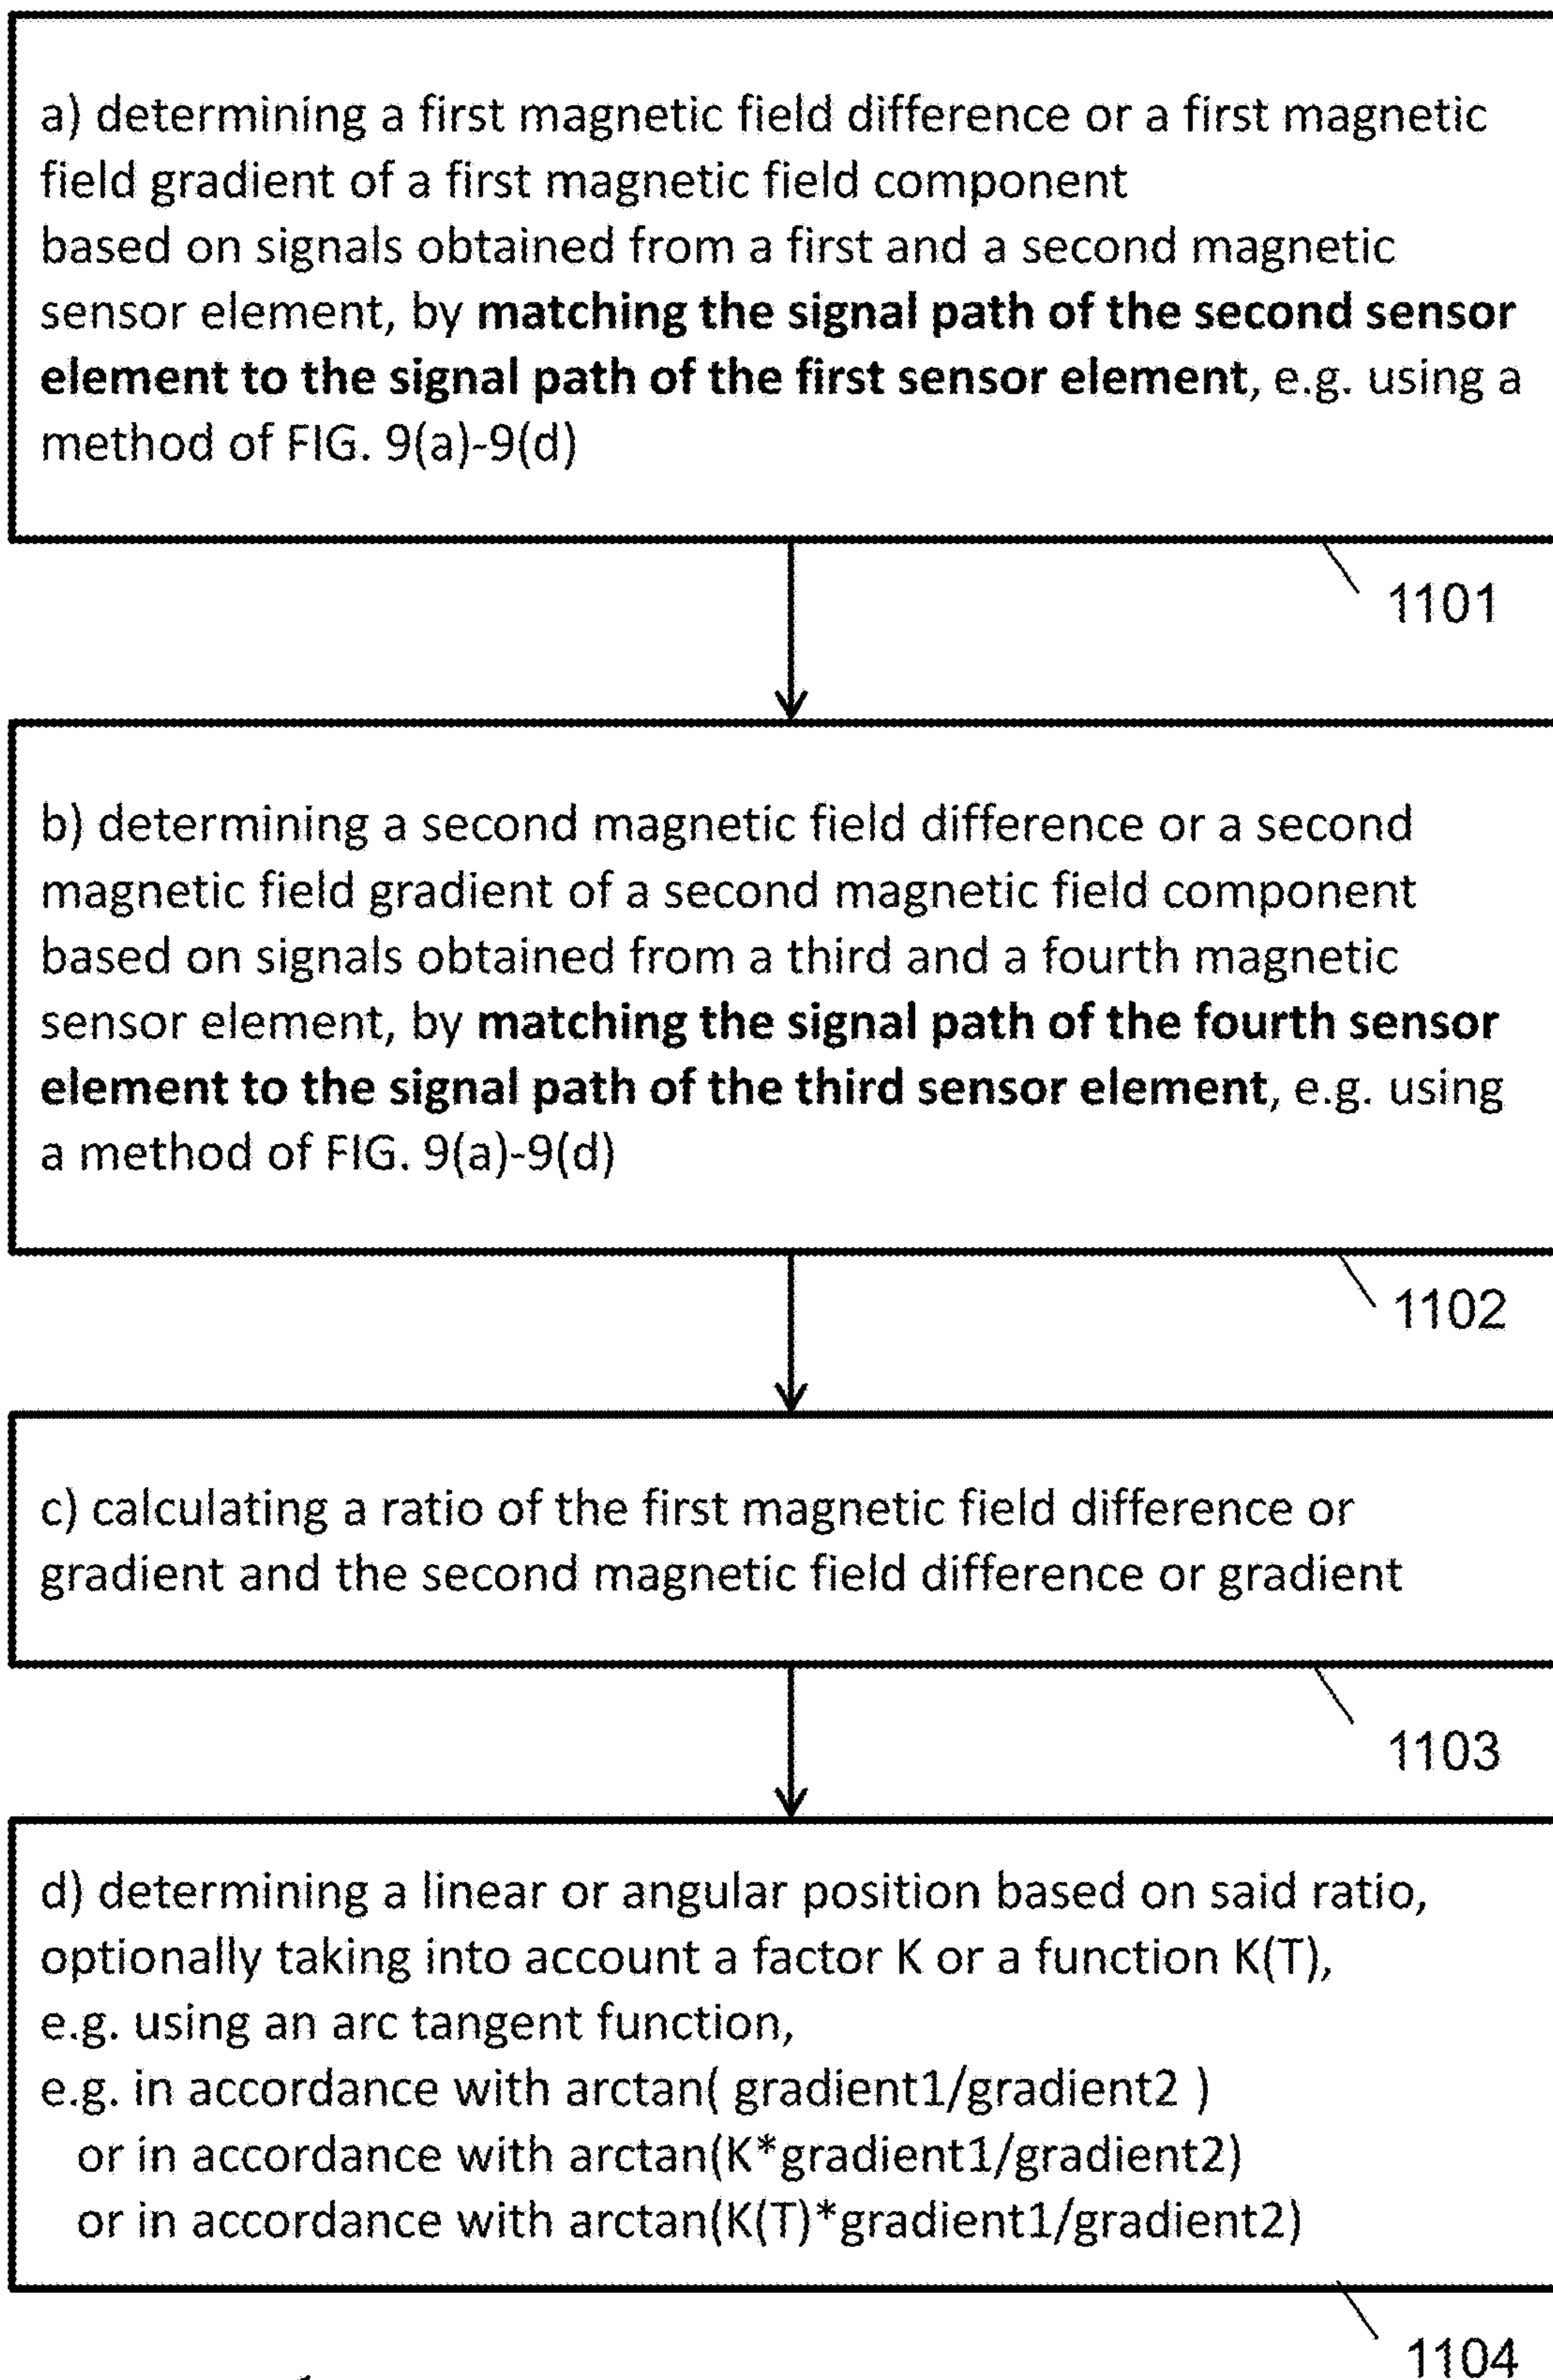 a) determining a first magnetic field difference or a first magnetic
field gradient of a first magnetic field component
based on signals obtained from a first and a second magnetic
sensor element, by matching the signal path of the second sensor
element to the signal path of the first sensor element, e.g. using a
method of FIG. 9(a)-9(d)
1101
b) determining a second magnetic field difference or a second
magnetic field gradient of a second magnetic field component
based on signals obtained from a third and a fourth magnetic
sensor element, by matching the signal path of the fourth sensor
element to the signal path of the third sensor element, e.g. using
a method of FIG. 9(a)-9(d)
1102
c) calculating a ratio of the first magnetic field difference or
gradient and the second magnetic field difference or gradient
1103
d) determining a linear or angular position based on said ratio,
optionally taking into account a factor K or a function K(T),
e.g. using an arc tangent function,
e.g. in accordance with arctan( gradient1/gradient2 )
or in accordance with arctan(K*gradient1/gradient2)
or in accordance with arctan(K(T)*gradient1/gradient2)
1104